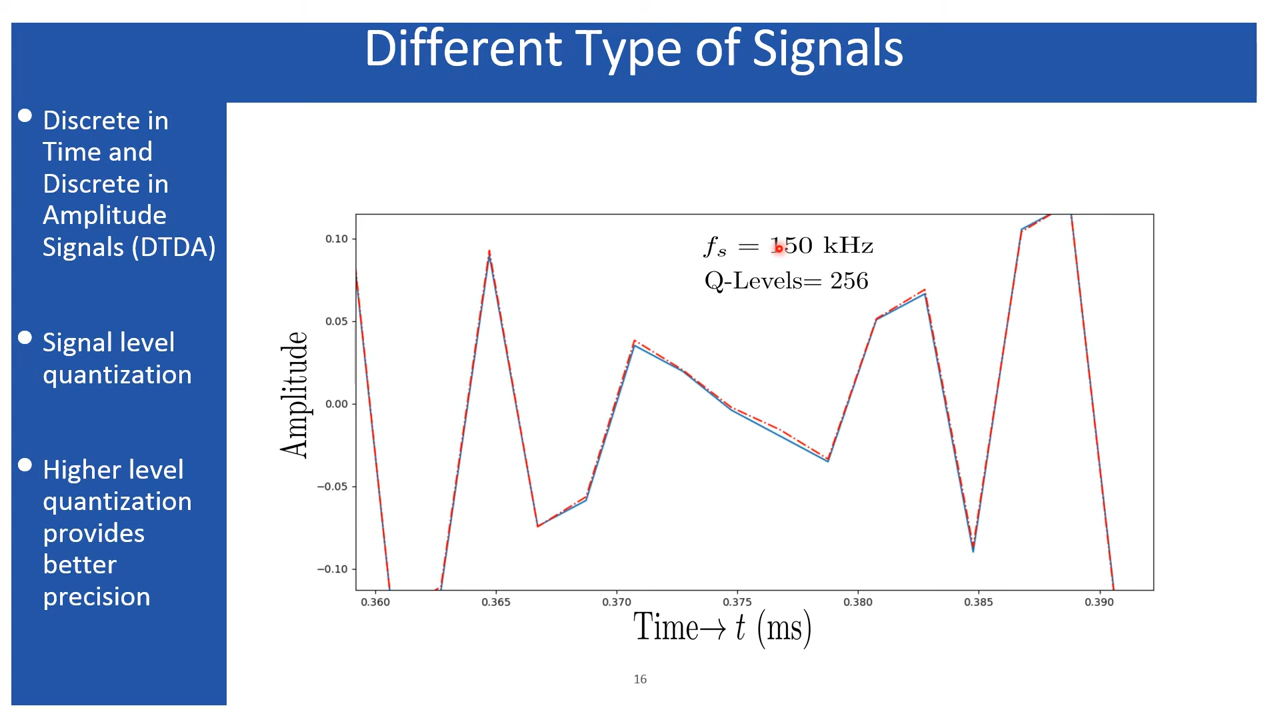 Different Type of Signals
Discrete in
Time and
Discrete in
Amplitude
Signals (DTDA)
Signal level
quantization
Higher level
quantization
provides
better
precision
fₛ = 150 kHz
Q-Levels= 256
Amplitude
0.10
0.05
0.00
−0.05
−0.10
0.360 0.365 0.370 0.375 0.380 0.385 0.390
Time→ t (ms)
16